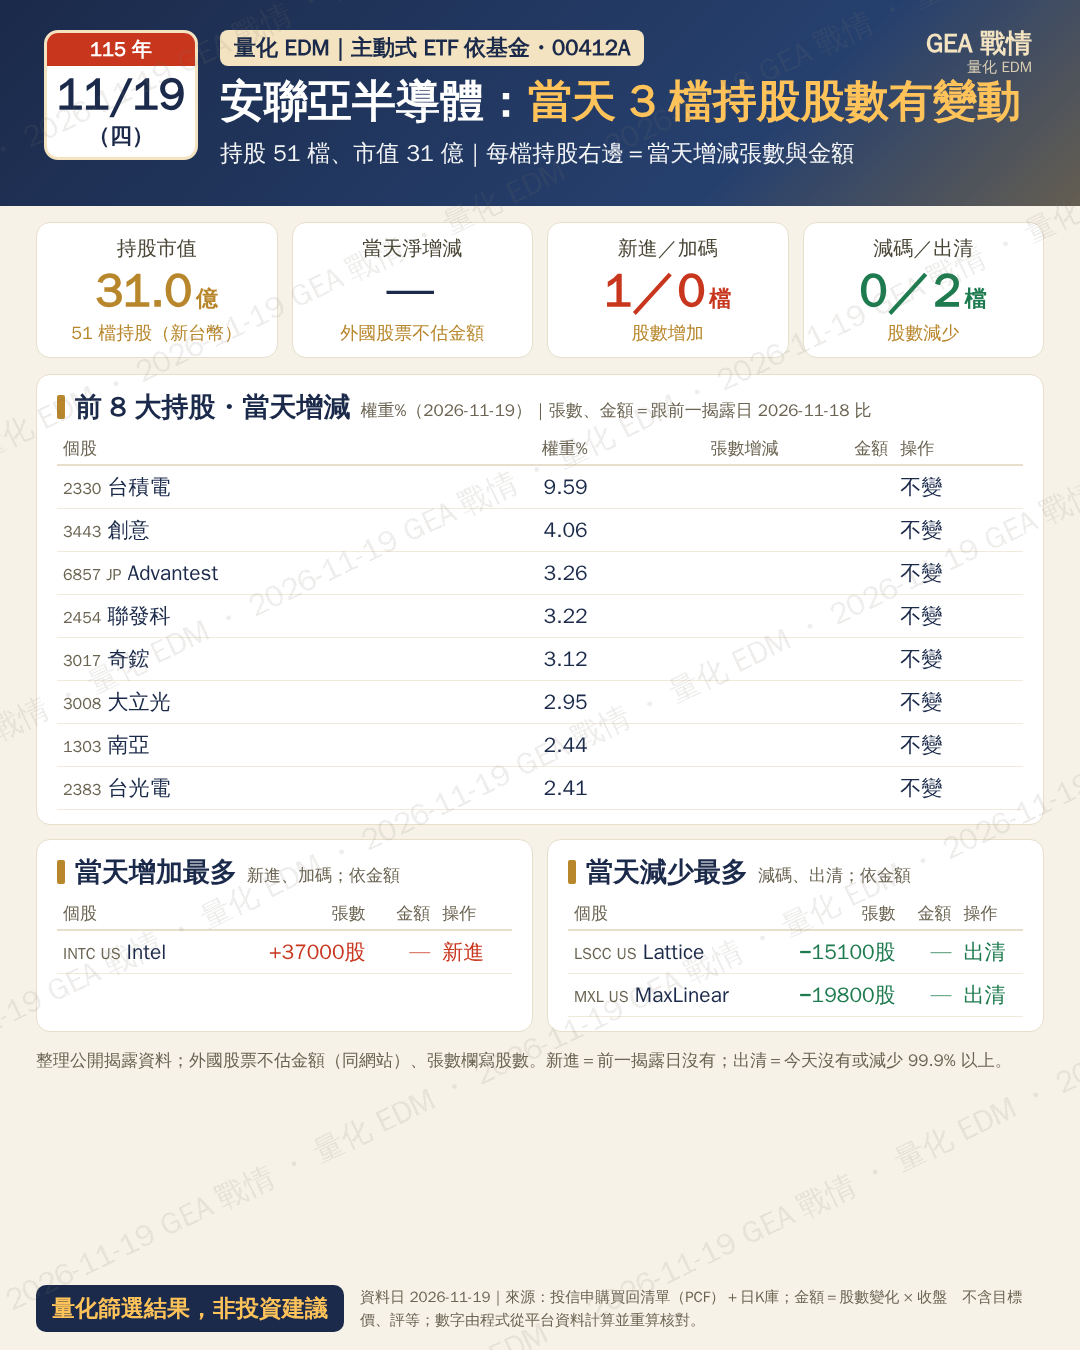 115 年
11/19
（四）
量化 EDM｜主動式 ETF 依基金・00412A
GEA 戰情
量化 EDM
安聯亞半導體：當天 3 檔持股股數有變動
持股 51 檔、市值 31 億｜每檔持股右邊＝當天增減張數與金額
持股市值
31.0億
51 檔持股（新台幣）
當天淨增減
—
外國股票不估金額
新進／加碼
1／0檔
股數增加
減碼／出清
0／2檔
股數減少
前 8 大持股・當天增減 權重%（2026-11-19）｜張數、金額＝跟前一揭露日 2026-11-18 比
個股 權重% 張數增減 金額 操作
2330 台積電 9.59 不變
3443 創意 4.06 不變
6857 JP Advantest 3.26 不變
2454 聯發科 3.22 不變
3017 奇鋐 3.12 不變
3008 大立光 2.95 不變
1303 南亞 2.44 不變
2383 台光電 2.41 不變
當天增加最多 新進、加碼；依金額
個股 張數 金額 操作
INTC US Intel +37000股 — 新進
當天減少最多 減碼、出清；依金額
個股 張數 金額 操作
LSCC US Lattice −15100股 — 出清
MXL US MaxLinear −19800股 — 出清
整理公開揭露資料；外國股票不估金額（同網站）、張數欄寫股數。新進＝前一揭露日沒有；出清＝今天沒有或減少 99.9% 以上。
量化篩選結果，非投資建議
資料日 2026-11-19｜來源：投信申購買回清單（PCF）＋日K庫；金額＝股數變化 × 收盤　不含目標
價、評等；數字由程式從平台資料計算並重算核對。
2026-11-19 GEA 戰情 ・ 量化 EDM